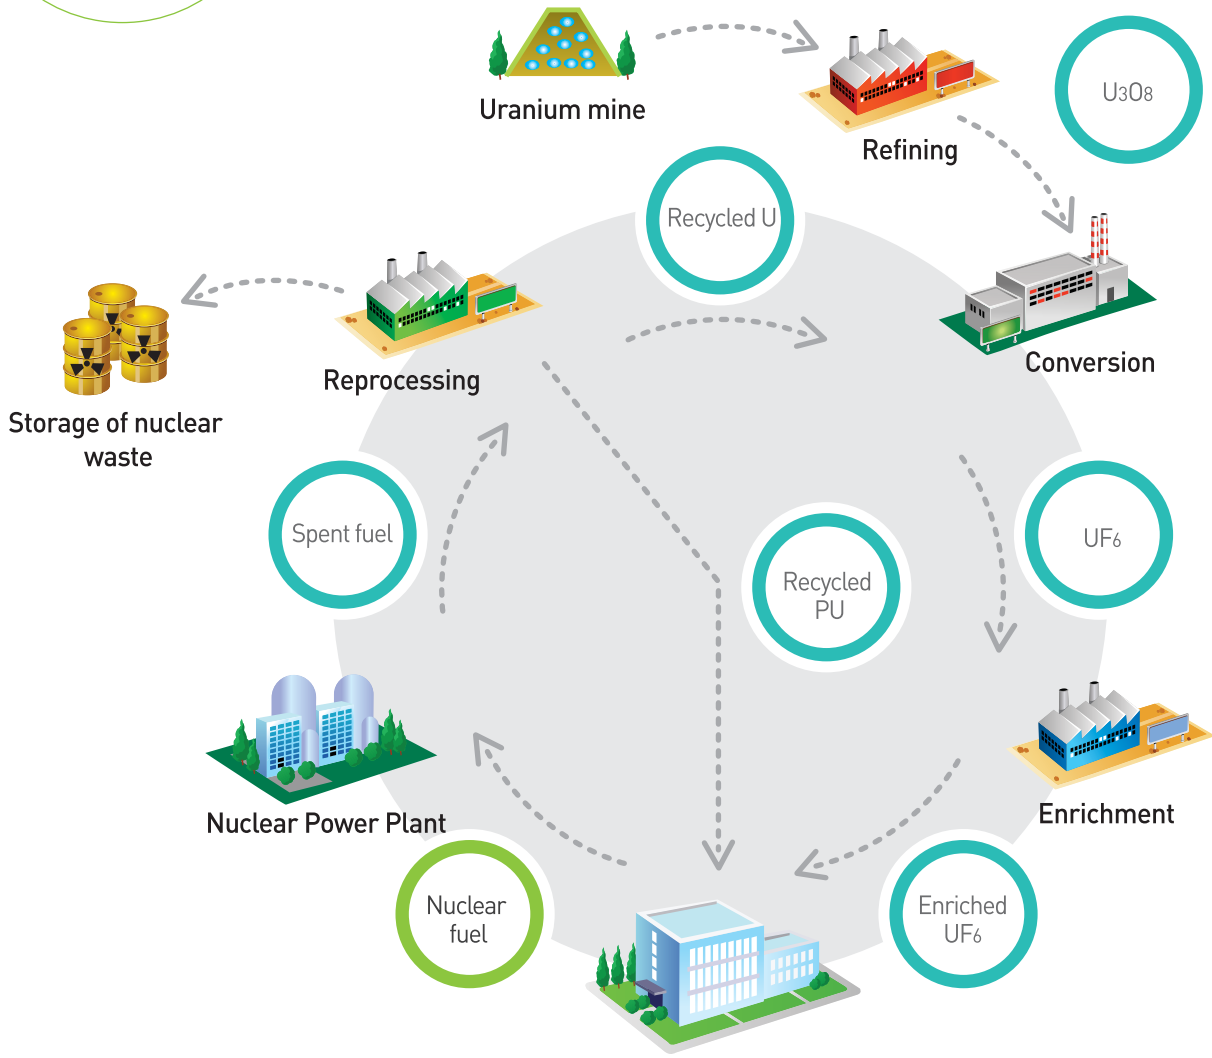 Uranium mine
Refining
U3O8
Recycled U
Conversion
Reprocessing
Storage of nuclear
waste
Spent fuel
UF6
Recycled
PU
Nuclear Power Plant
Enrichment
Nuclear
fuel
Enriched
UF6